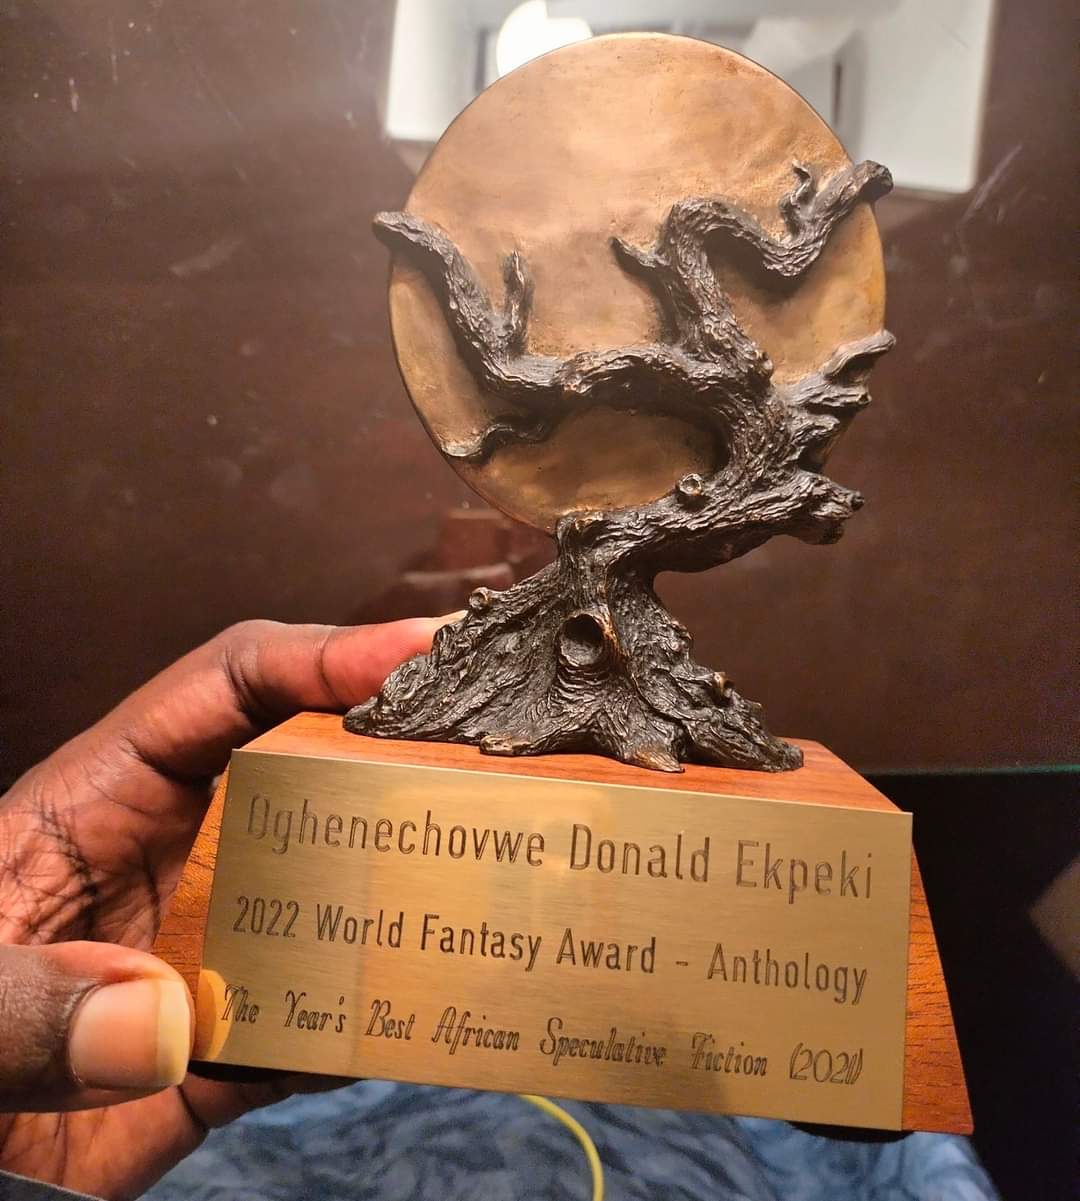 Oghenechovwe Donald Ekpeki
2022 World Fantasy Award - Anthology
The Year's Best African Speculative Fiction (2021)